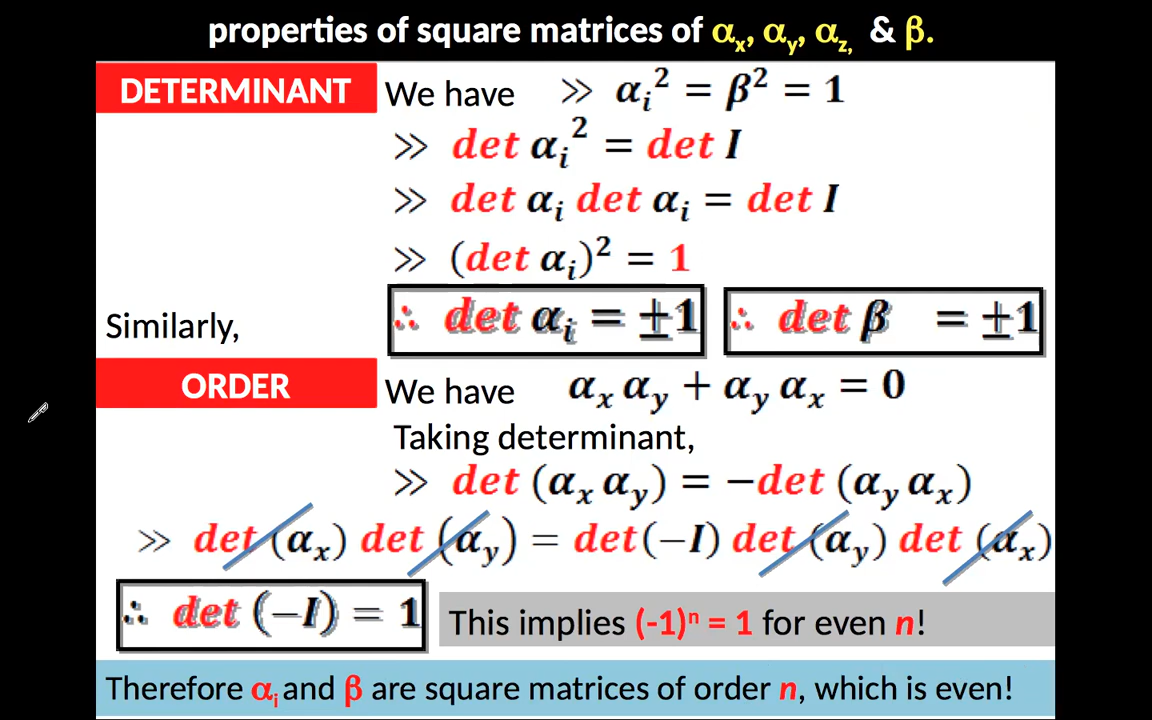 properties of square matrices of αx, αy, αz, & β.
DETERMINANT We have ≫ αᵢ² = β² = 1
≫ det αᵢ² = det I
≫ det αᵢ det αᵢ = det I
≫ (det αᵢ)² = 1
Similarly, ∴ det αᵢ = ±1 ∴ det β = ±1
ORDER We have αx αy + αy αx = 0
Taking determinant,
≫ det (αx αy) = −det (αy αx)
≫ det (αx) det (αy) = det(−I) det (αy) det (αx)
∴ det (−I) = 1 This implies (-1)ⁿ = 1 for even n!
Therefore αᵢ and β are square matrices of order n, which is even!